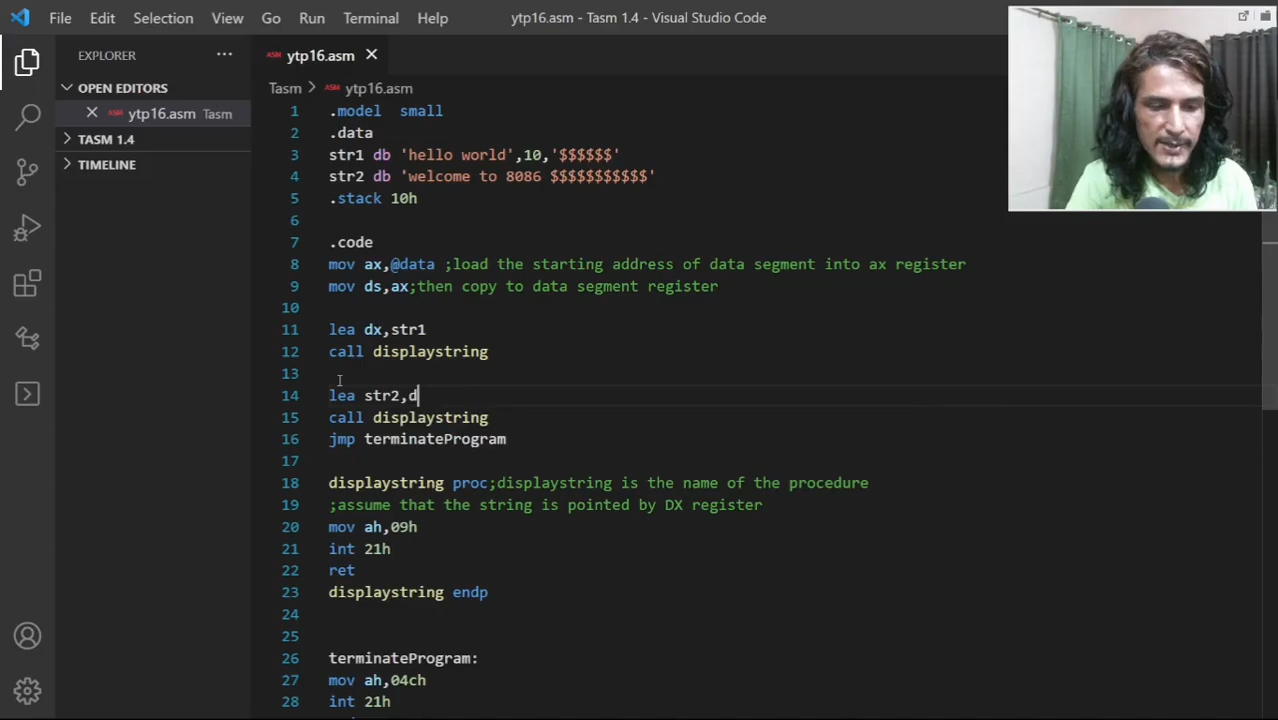 File Edit Selection View Go Run Terminal Help
ytp16.asm - Tasm 1.4 - Visual Studio Code
EXPLORER ...
OPEN EDITORS
ASM ytp16.asm Tasm
TASM 1.4
TIMELINE
ASM ytp16.asm
Tasm > ASM ytp16.asm
1 .model small
2 .data
3 str1 db 'hello world',10,'$$$$$$'
4 str2 db 'welcome to 8086 $$$$$$$$$$$'
5 .stack 10h
6
7 .code
8 mov ax,@data ;load the starting address of data segment into ax register
9 mov ds,ax;then copy to data segment register
10
11 lea dx,str1
12 call displaystring
13
14 lea str2,d
15 call displaystring
16 jmp terminateProgram
17
18 displaystring proc;displaystring is the name of the procedure
19 ;assume that the string is pointed by DX register
20 mov ah,09h
21 int 21h
22 ret
23 displaystring endp
24
25
26 terminateProgram:
27 mov ah,04ch
28 int 21h